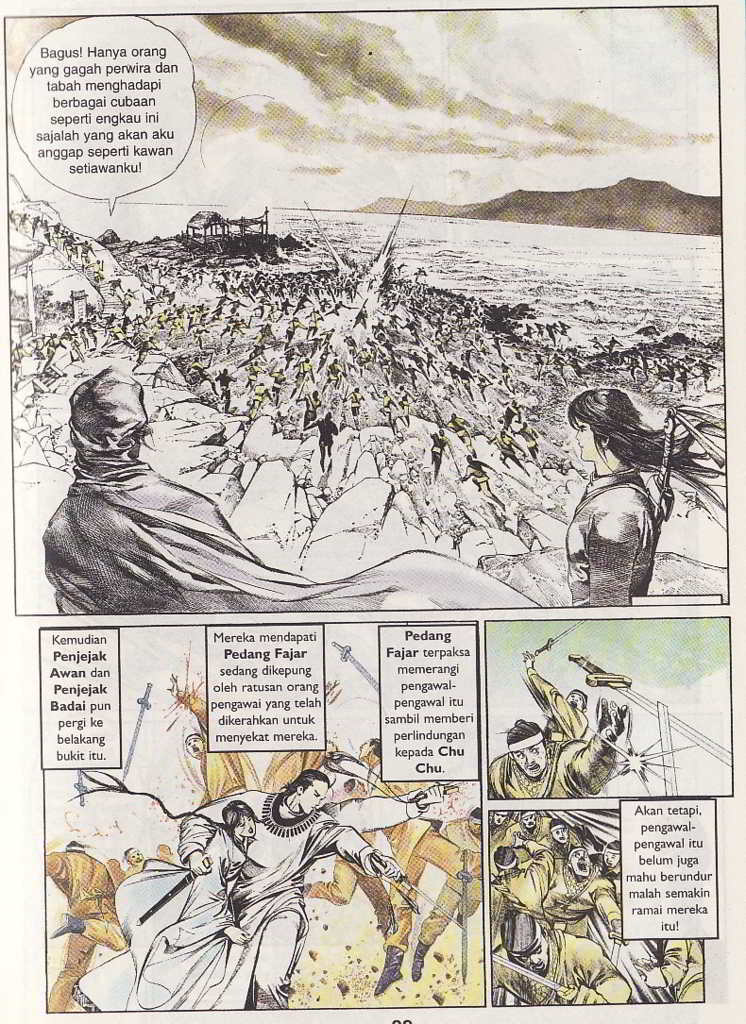 Bagus! Hanya orang
yang gagah perwira dan
tabah menghadapi
berbagai cubaan
seperti engkau ini
sajalah yang akan aku
anggap seperti kawan
setiawanku!
Kemudian
Penjejak
Awan dan
Penjejak
Badai pun
pergi ke
belakang
bukit itu.
Mereka mendapati
Pedang Fajar
sedang dikepung
oleh ratusan orang
pengawai yang telah
dikerahkan untuk
menyekat mereka.
Pedang
Fajar terpaksa
memerangi
pengawal-
pengawal itu
sambil memberi
perlindungan
kepada Chu
Chu.
Akan tetapi,
pengawal-
pengawal itu
belum juga
mahu berundur
malah semakin
ramai mereka
itu!